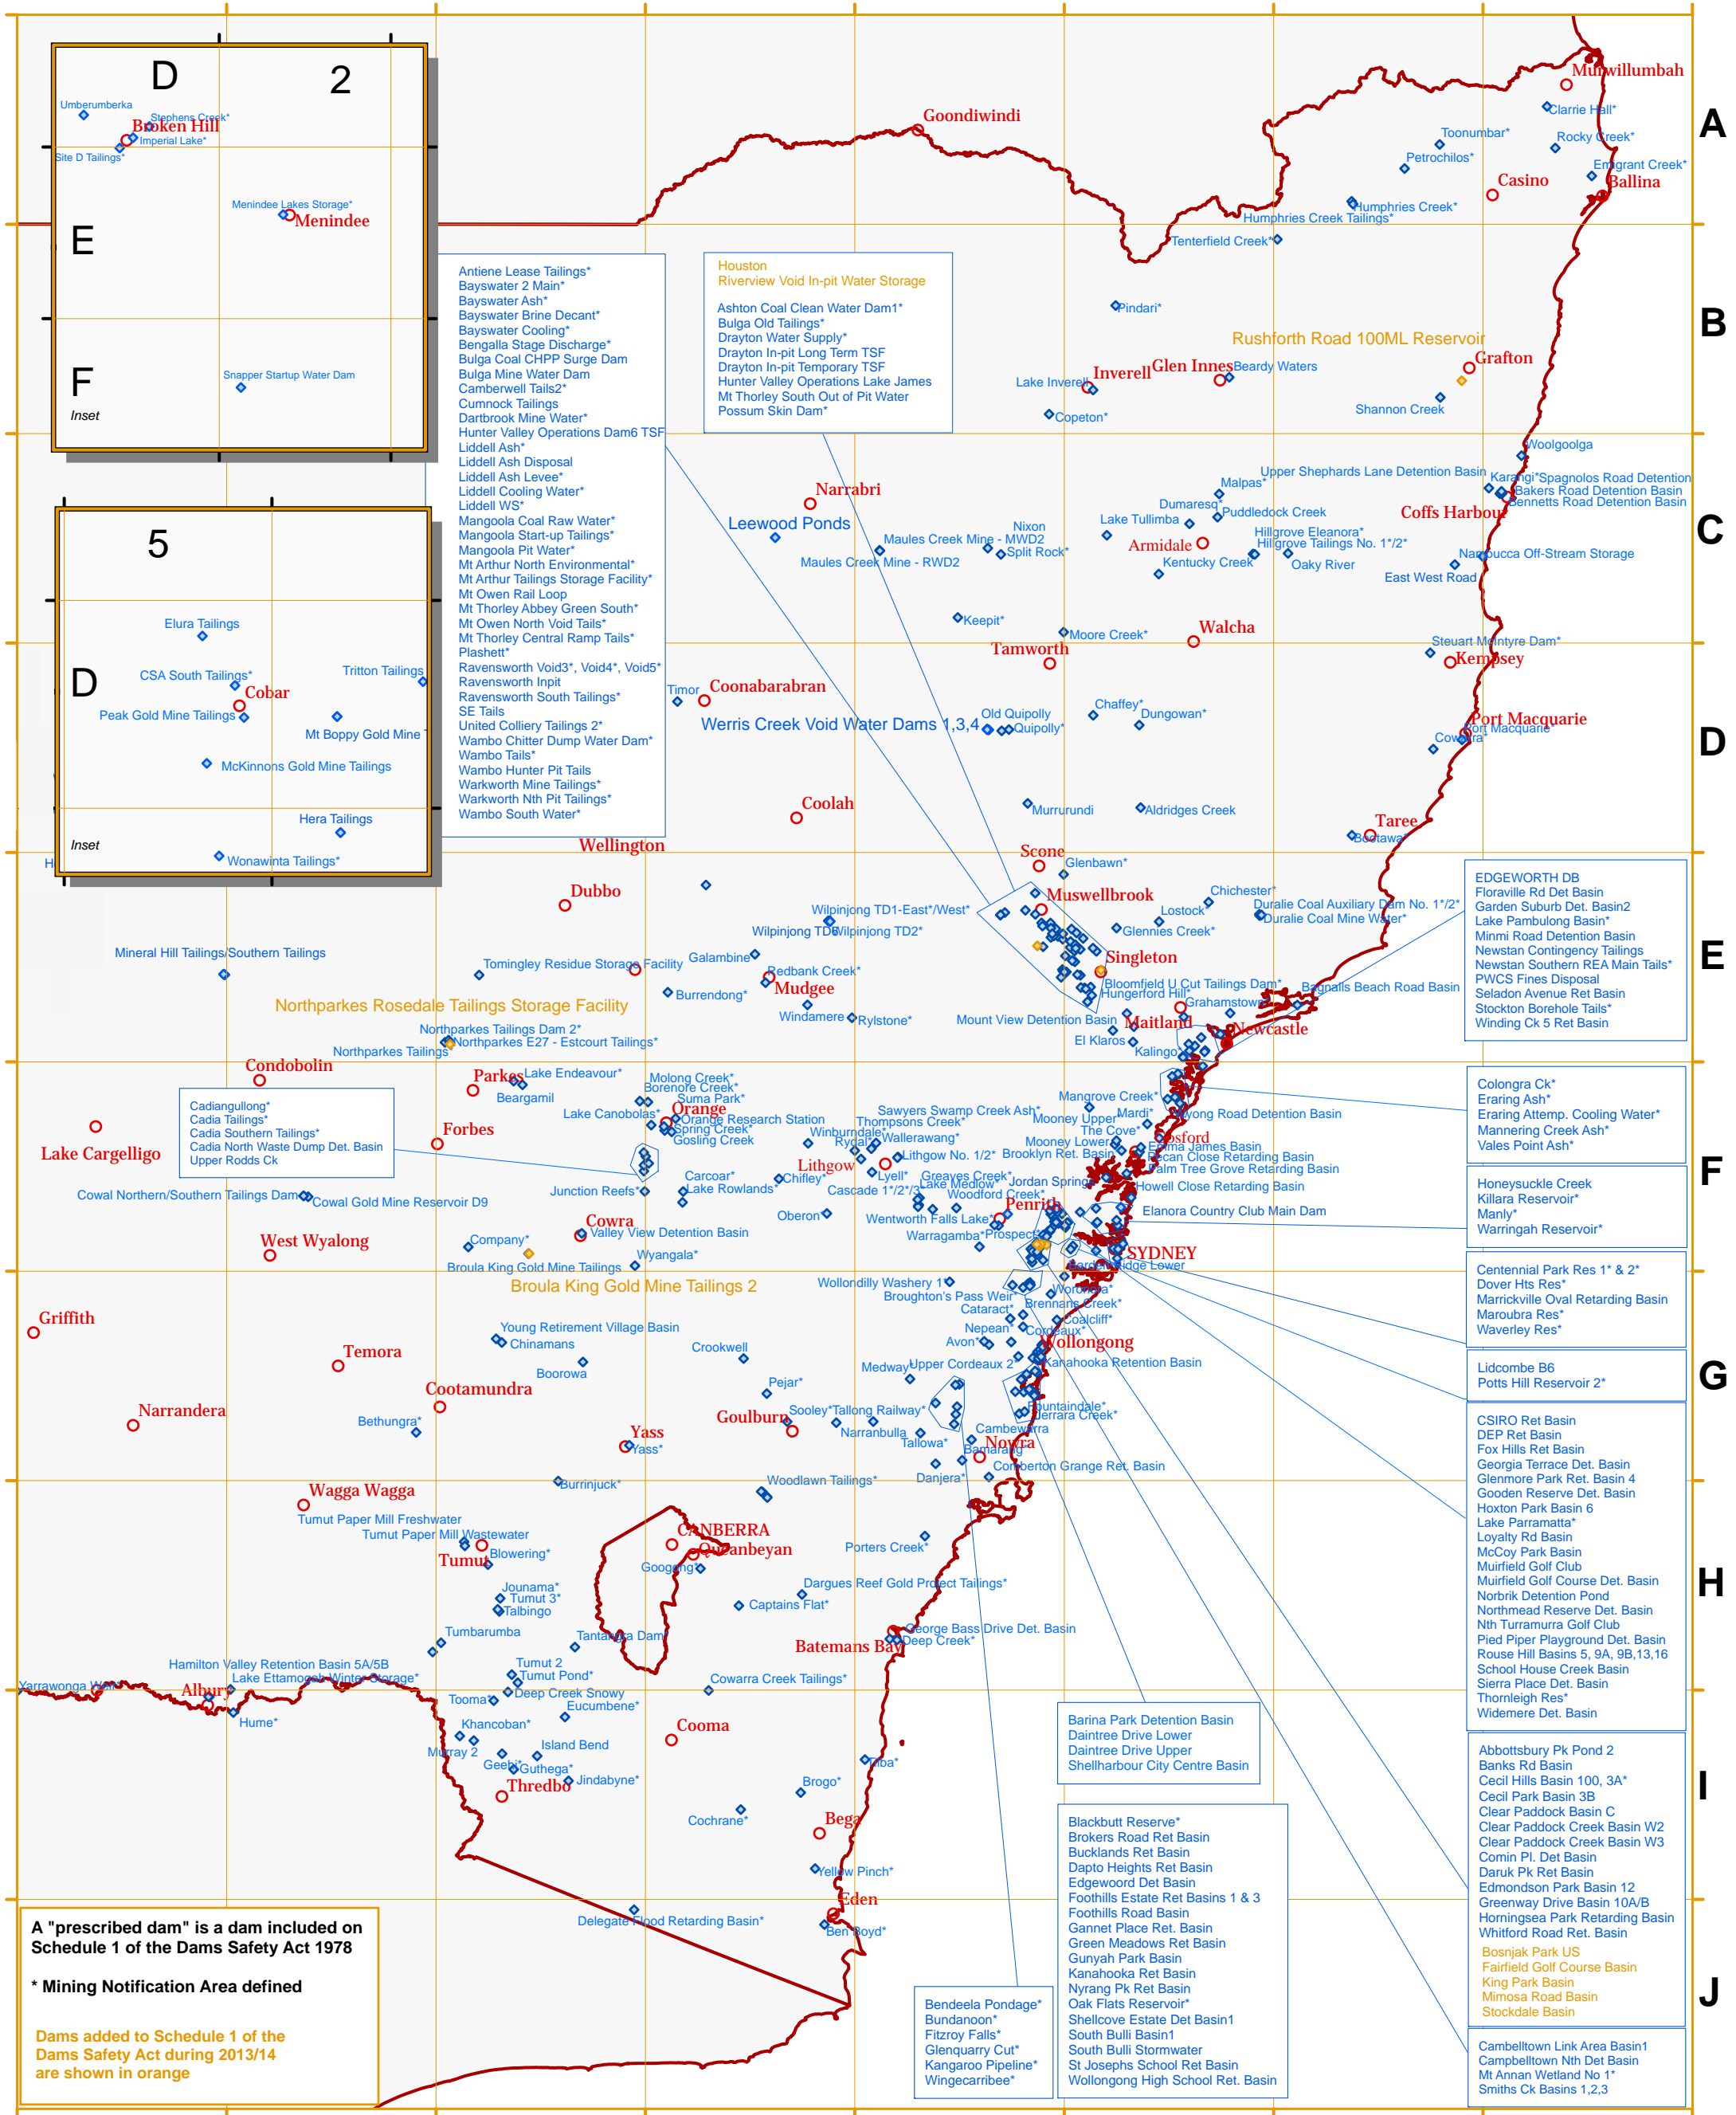 D
2
Umberumberka
Stephens Creek*
Broken Hill
Imperial Lake*
Site D Tailings*
Menindee Lakes Storage*
Menindee
E
F
Snapper Startup Water Dam
Inset
5
Elura Tailings
D
CSA South Tailings*
Tritton Tailings
Cobar
Peak Gold Mine Tailings
Mt Boppy Gold Mine
McKinnons Gold Mine Tailings
Hera Tailings
Inset
Wonawinta Tailings*
Antiene Lease Tailings*
Bayswater 2 Main*
Bayswater Ash*
Bayswater Brine Decant*
Bayswater Cooling*
Bengalla Stage Discharge*
Bulga Coal CHPP Surge Dam
Bulga Mine Water Dam
Camberwell Tails2*
Cumnock Tailings
Dartbrook Mine Water*
Hunter Valley Operations Dam6 TSF
Liddell Ash*
Liddell Ash Disposal
Liddell Ash Levee*
Liddell Cooling Water*
Liddell WS*
Mangoola Coal Raw Water*
Mangoola Start-up Tailings*
Mangoola Pit Water*
Mt Arthur North Environmental*
Mt Arthur Tailings Storage Facility*
Mt Owen Rail Loop
Mt Thorley Abbey Green South*
Mt Owen North Void Tails*
Mt Thorley Central Ramp Tails*
Plashett*
Ravensworth Void3*, Void4*, Void5*
Ravensworth Inpit
Ravensworth South Tailings*
SE Tails
United Colliery Tailings 2*
Wambo Chitter Dump Water Dam*
Wambo Tails*
Wambo Hunter Pit Tails
Warkworth Mine Tailings*
Warkworth Nth Pit Tailings*
Wambo South Water*
Houston
Riverview Void In-pit Water Storage
Ashton Coal Clean Water Dam1*
Bulga Old Tailings*
Drayton Water Supply*
Drayton In-pit Long Term TSF
Drayton In-pit Temporary TSF
Hunter Valley Operations Lake James
Mt Thorley South Out of Pit Water
Possum Skin Dam*
Goondiwindi
Murwillumbah
A
Clarrie Hall*
Toonumbar*
Rocky Creek*
Petrochilos*
Emigrant Creek*
Casino
Ballina
Humphries Creek*
Humphries Creek Tailings*
Tenterfield Creek*
Pindari*
B
Rushforth Road 100ML Reservoir
Grafton
Inverell
Glen Innes
Beardy Waters
Lake Inverell
Copeton*
Shannon Creek
Woolgoolga
Upper Shephards Lane Detention Basin
Karangi*
Spagnolos Road Detention
Bakers Road Detention Basin
Bennetts Road Detention Basin
Coffs Harbour
Narrabri
Leewood Ponds
Malpas*
Dumaresq*
Puddledock Creek
Lake Tullimba
C
Nixon
Maules Creek Mine - MWD2
Split Rock*
Maules Creek Mine - RWD2
Armidale
Hillgrove Eleanora*
Hillgrove Tailings No. 1*/2*
Kentucky Creek
Oaky River
Nambucca Off-Stream Storage
East West Road
Keepit*
Moore Creek*
Walcha
Tamworth
Steuart McIntyre Dam*
Kempsey
Timor
Coonabarabran
Chaffey*
Dungowan*
Old Quipolly
Werris Creek Void Water Dams 1,3,4
Quipolly*
Port Macquarie
Port Macquarie*
Cowarra*
D
Coolah
Murrurundi
Aldridges Creek
Taree
Bootawa*
Wellington
Scone
Glenbawn*
Dubbo
Muswellbrook
Chichester*
Wilpinjong TD1-East*/West*
Lostock*
Duralie Coal Auxiliary Dam No. 1*/2*
Duralie Coal Mine Water*
Wilpinjong TD6
Wilpinjong TD2*
Glennies Creek*
EDGEWORTH DB
Floraville Rd Det Basin
Garden Suburb Det. Basin2
Lake Pambulong Basin*
Minmi Road Detention Basin
Newstan Contingency Tailings
Newstan Southern REA Main Tails*
PWCS Fines Disposal
Seladon Avenue Ret Basin
Stockton Borehole Tails*
Winding Ck 5 Ret Basin
E
Mineral Hill Tailings/Southern Tailings
Tomingley Residue Storage Facility
Galambine
Redbank Creek*
Mudgee
Singleton
Bloomfield U Cut Tailings Dam*
Hungerford Hill*
Bagnalls Beach Road Basin
Northparkes Rosedale Tailings Storage Facility
Burrendong*
Windamere
Rylstone*
Grahamstown*
Mount View Detention Basin
Maitland
Newcastle
Northparkes Tailings Dam 2*
Northparkes E27 - Estcourt Tailings*
Northparkes Tailings
El Klaros
Kalingo*
Condobolin
Parkes
Lake Endeavour*
Beargamil
Molong Creek*
Borenore Creek*
Suma Park*
Lake Canobolas*
Orange
Orange Research Station
Spring Creek*
Gosling Creek
Cadiangullong*
Cadia Tailings*
Cadia Southern Tailings*
Cadia North Waste Dump Det. Basin
Upper Rodds Ck
Lake Cargelligo
Forbes
Sawyers Swamp Creek Ash*
Thompsons Creek*
Winburndale*
Rydal*
Wallerawang*
Lithgow
Lithgow No. 1/2*
Mangrove Creek*
Mooney Upper*
Mardi*
Wyong Road Detention Basin
The Cove*
Mooney Lower*
Gosford
Brooklyn Ret. Basin
Emma James Basin
Pecan Close Retarding Basin
Palm Tree Grove Retarding Basin
Howell Close Retarding Basin
Elanora Country Club Main Dam
Colongra Ck*
Eraring Ash*
Eraring Attemp. Cooling Water*
Mannering Creek Ash*
Vales Point Ash*
F
Honeysuckle Creek
Killara Reservoir*
Manly*
Warringah Reservoir*
Cowal Northern/Southern Tailings Dam
Cowal Gold Mine Reservoir D9
Junction Reefs*
Carcoar*
Lake Rowlands*
Chifley*
Lyell*
Cascade 1*/2*/3
Greaves Creek*
Lake Medlow*
Jordan Springs
Woodford Creek*
Oberon*
Wentworth Falls Lake*
Penrith
Warragamba*
Prospect*
SYDNEY
Cowra
Valley View Detention Basin
West Wyalong
Company*
Broula King Gold Mine Tailings
Wyangala*
Broula King Gold Mine Tailings 2
Centennial Park Res 1* & 2*
Dover Hts Res*
Marrickville Oval Retarding Basin
Maroubra Res*
Waverley Res*
Wollondilly Washery 1*
Broughton's Pass Weir*
Woronora*
Brennans Creek*
Cataract*
Coalcliff*
Nepean*
Cordeaux*
Avon*
Wollongong
Griffith
Young Retirement Village Basin
Chinamans
Boorowa
Crookwell
Temora
Medway*
Upper Cordeaux 2*
Kanahooka Retention Basin
Lidcombe B6
Potts Hill Reservoir 2*
G
Cootamundra
Pejar*
Narrandera
Bethungra*
Goulburn
Sooley*
Tallong Railway*
Narranbulla
Tallowa*
Fountaindale*
Jerrara Creek*
Cambewarra
Bamarang*
Nowra
Yass
Yass*
Burrinjuck*
Woodlawn Tailings*
Danjera*
Comberton Grange Ret. Basin
CSIRO Ret Basin
DEP Ret Basin
Fox Hills Ret Basin
Georgia Terrace Det. Basin
Glenmore Park Ret. Basin 4
Gooden Reserve Det. Basin
Hoxton Park Basin 6
Lake Parramatta*
Loyalty Rd Basin
McCoy Park Basin
Muirfield Golf Club
Muirfield Golf Course Det. Basin
Norbrik Detention Pond
Northmead Reserve Det. Basin
Nth Turramurra Golf Club
Pied Piper Playground Det. Basin
Rouse Hill Basins 5, 9A, 9B,13,16
School House Creek Basin
Sierra Place Det. Basin
Thornleigh Res*
Widemere Det. Basin
Wagga Wagga
Tumut Paper Mill Freshwater
Tumut Paper Mill Wastewater
Tumut
Blowering*
CANBERRA
Queanbeyan
Googong*
Porters Creek*
H
Jounama*
Tumut 3*
Talbingo
Dargues Reef Gold Project Tailings*
Captains Flat*
Tumbarumba
Tantangra Dam*
George Bass Drive Det. Basin
Batemans Bay
Deep Creek*
Hamilton Valley Retention Basin 5A/5B
Lake Ettamogah Winter Storage*
Yarrawonga Weir*
Albury
Hume*
Tumut 2
Tumut Pond*
Deep Creek Snowy
Tooma*
Eucumbene*
Cowarra Creek Tailings*
Khancoban*
Murray 2
Island Bend
Geehi*
Guthega*
Jindabyne*
Thredbo
Cooma
Tilba*
Brogo*
Cochrane*
Bega
Yellow Pinch*
Eden
Delegate Flood Retarding Basin*
Ben Boyd*
Barina Park Detention Basin
Daintree Drive Lower
Daintree Drive Upper
Shellharbour City Centre Basin
Blackbutt Reserve*
Brokers Road Ret Basin
Bucklands Ret Basin
Dapto Heights Ret Basin
Edgewoord Det Basin
Foothills Estate Ret Basins 1 & 3
Foothills Road Basin
Gannet Place Ret. Basin
Green Meadows Ret Basin
Gunyah Park Basin
Kanahooka Ret Basin
Nyrang Pk Ret Basin
Oak Flats Reservoir*
Shellcove Estate Det Basin1
South Bulli Basin1
South Bulli Stormwater
St Josephs School Ret Basin
Wollongong High School Ret. Basin
Abbottsbury Pk Pond 2
Banks Rd Basin
Cecil Hills Basin 100, 3A*
Cecil Park Basin 3B
Clear Paddock Basin C
Clear Paddock Creek Basin W2
Clear Paddock Creek Basin W3
Comin Pl. Det Basin
Daruk Pk Ret Basin
Edmondson Park Basin 12
Greenway Drive Basin 10A/B
Horningsea Park Retarding Basin
Whitford Road Ret. Basin
Bosnjak Park US
Fairfield Golf Course Basin
King Park Basin
Mimosa Road Basin
Stockdale Basin
I
J
Cambelltown Link Area Basin1
Campbelltown Nth Det Basin
Mt Annan Wetland No 1*
Smiths Ck Basins 1,2,3
Bendeela Pondage*
Bundanoon*
Fitzroy Falls*
Glenquarry Cut*
Kangaroo Pipeline*
Wingecarribee*
A "prescribed dam" is a dam included on
Schedule 1 of the Dams Safety Act 1978
* Mining Notification Area defined
Dams added to Schedule 1 of the
Dams Safety Act during 2013/14
are shown in orange